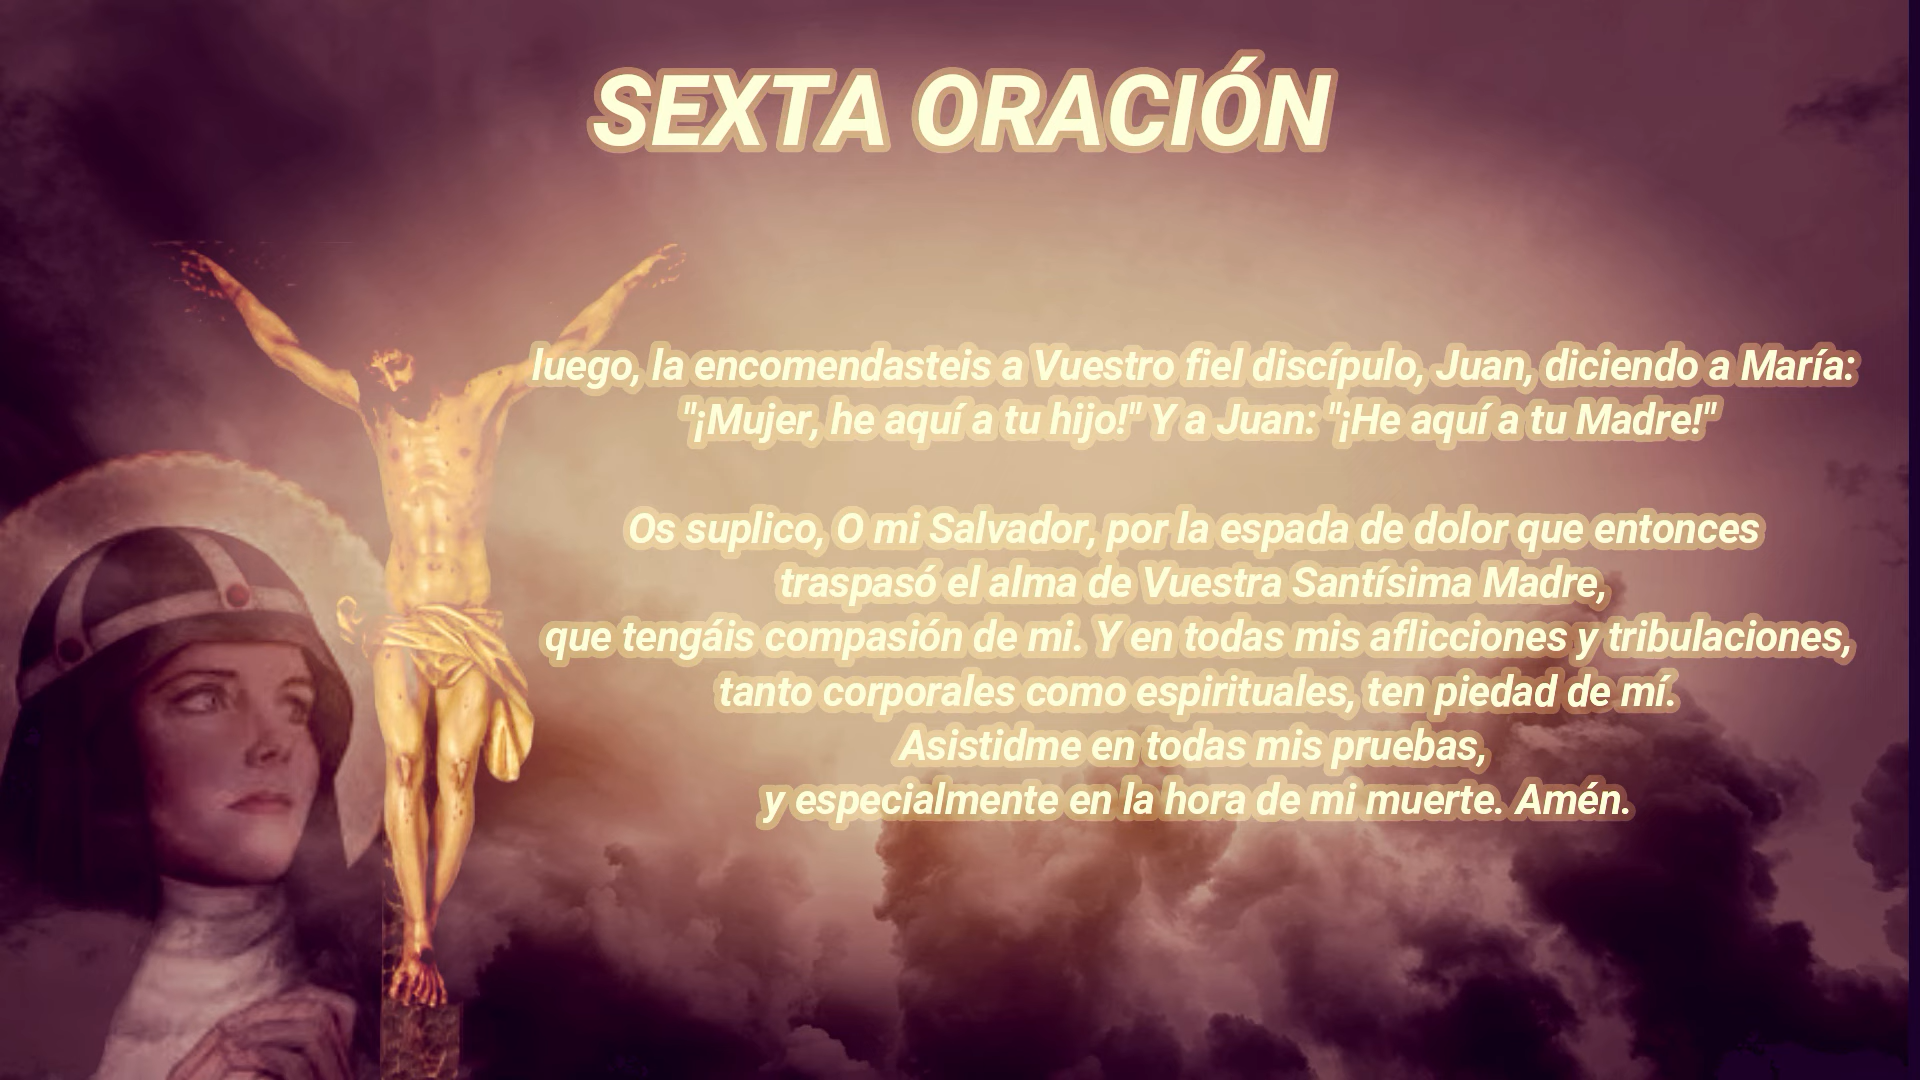 SEXTA ORACIÓN
luego, la encomendasteis a Vuestro fiel discípulo, Juan, diciendo a María:
"¡Mujer, he aquí a tu hijo!" Y a Juan: "¡He aquí a tu Madre!"
Os suplico, O mi Salvador, por la espada de dolor que entonces
traspasó el alma de Vuestra Santísima Madre,
que tengáis compasión de mi. Y en todas mis aflicciones y tribulaciones,
tanto corporales como espirituales, ten piedad de mí.
Asistidme en todas mis pruebas,
y especialmente en la hora de mi muerte. Amén.